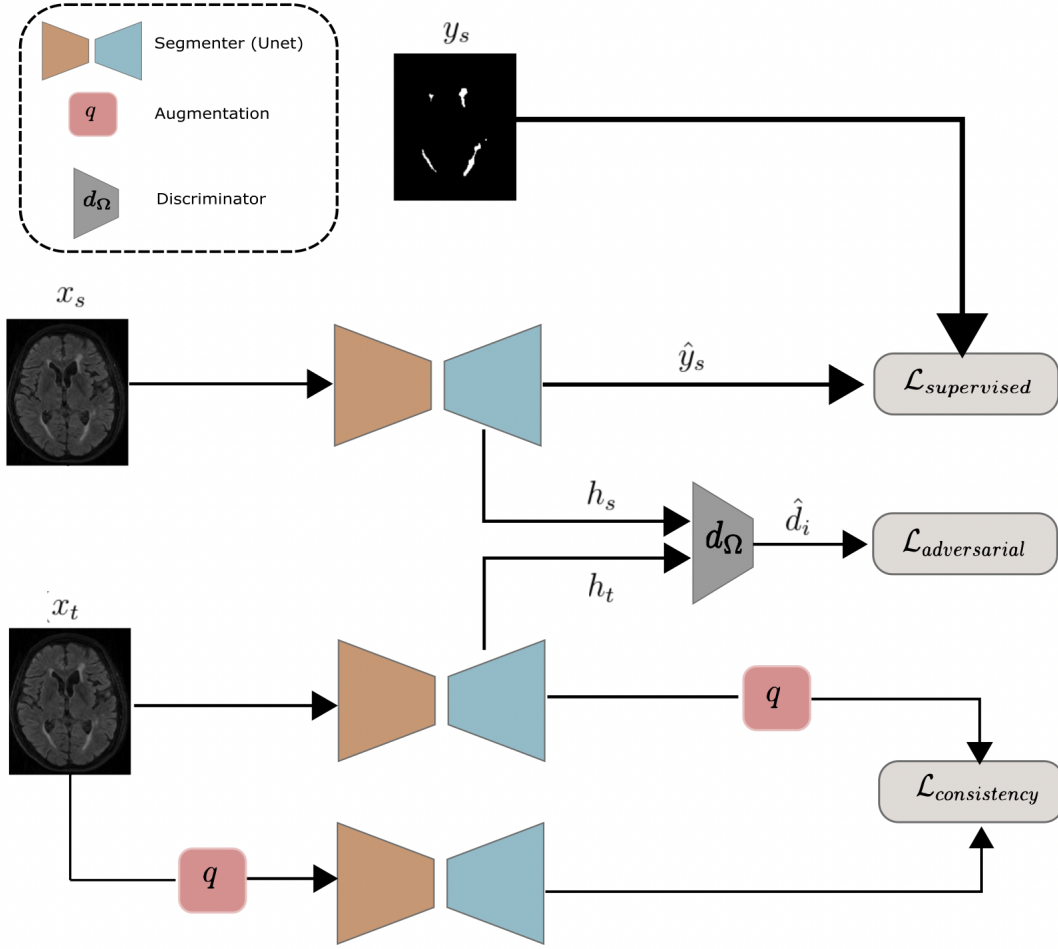 Segmenter (Unet)
q
Augmentation
d_Ω
Discriminator
y_s
x_s
ŷ_s
ℒ_supervised
h_s
d_Ω
d̂_i
ℒ_adversarial
h_t
x_t
q
ℒ_consistency
q